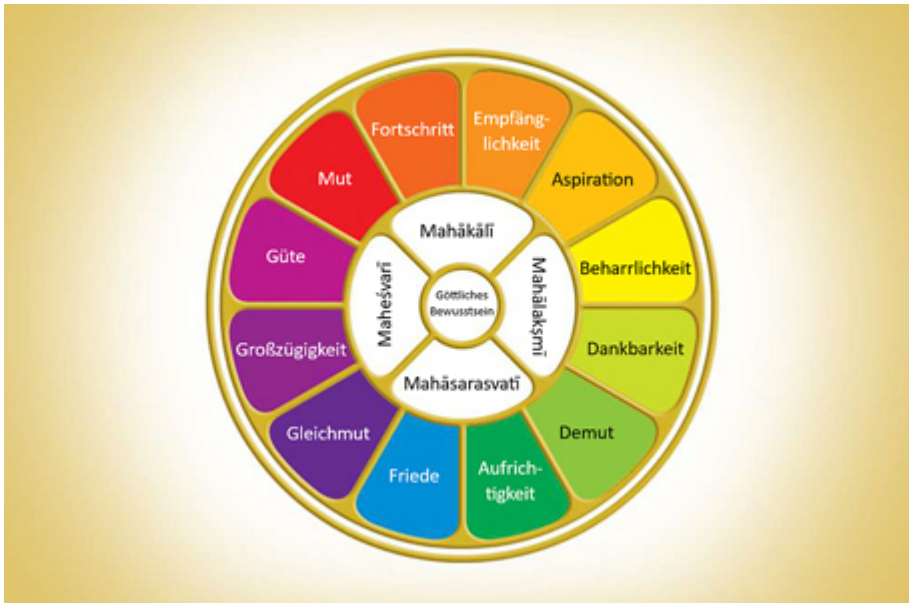 Fortschritt
Empfäng-
lichkeit
Aspiration
Beharrlichkeit
Dankbarkeit
Demut
Aufrich-
tigkeit
Friede
Gleichmut
Großzügigkeit
Güte
Mut
Mahākālī
Mahālakṣmī
Mahāsarasvatī
Maheśvarī
Göttliches
Bewusstsein